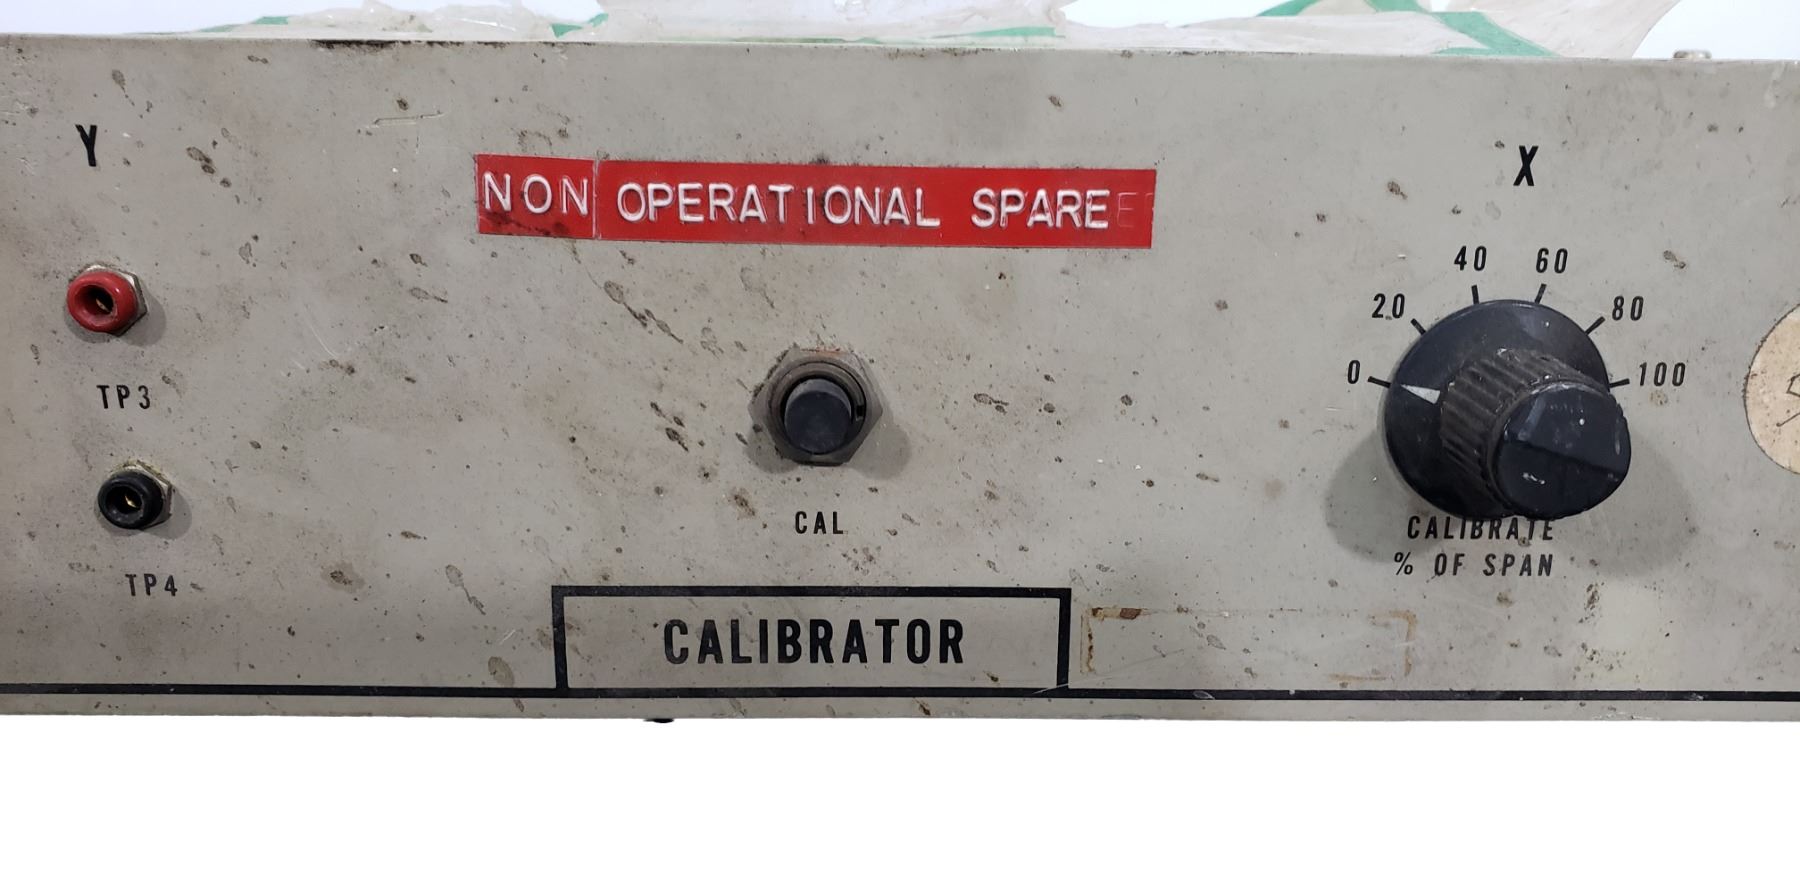 Y
X
NON OPERATIONAL SPARE
40 60
20 80
0 100
TP3
CAL
CALIBRATE
% OF SPAN
TP4
CALIBRATOR